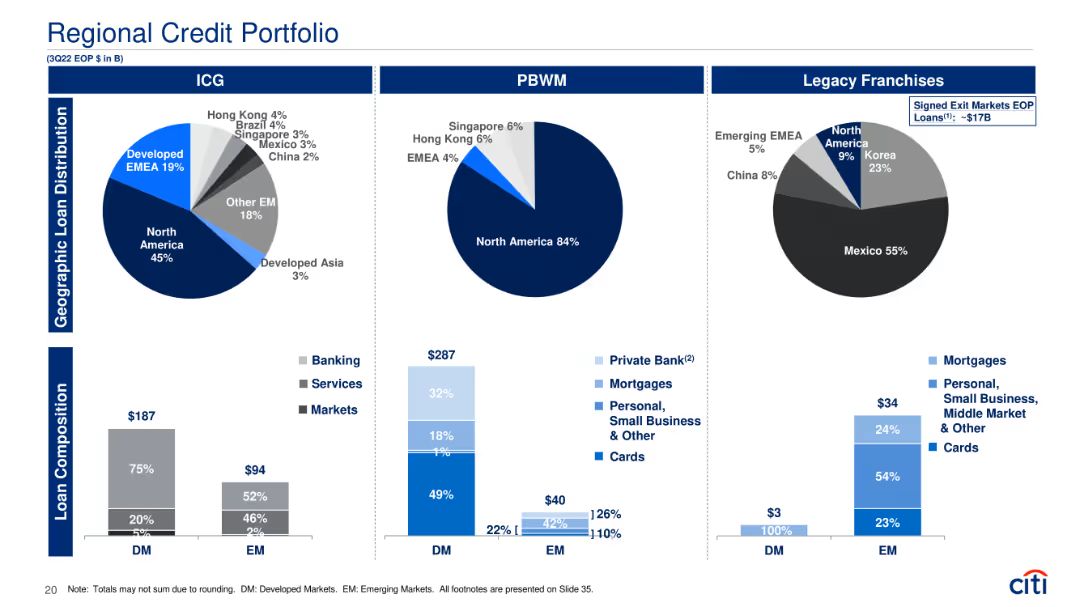 Regional Credit Portfolio
(3Q22 EOP $ in B)
ICG
PBWM
Legacy Franchises
Geographic Loan Distribution
Hong Kong 4%
Brazil 4%
Singapore 3%
Mexico 3%
China 2%
Developed
EMEA 19%
Other EM
18%
North
America
45%
Developed Asia
3%
Singapore 6%
Hong Kong 6%
EMEA 4%
North America 84%
Signed Exit Markets EOP
Loans(1): ~$17B
Emerging EMEA
5%
North
America
9%
Korea
23%
China 8%
Mexico 55%
Loan Composition
Banking
Services
Markets
$187
75%
20%
5%
DM
$94
52%
46%
2%
EM
$287
32%
18%
1%
49%
DM
$40
26%
42%
22%
10%
EM
Private Bank(2)
Mortgages
Personal,
Small Business
& Other
Cards
$3
100%
DM
$34
24%
54%
23%
EM
Mortgages
Personal,
Small Business,
Middle Market
& Other
Cards
20 Note: Totals may not sum due to rounding. DM: Developed Markets. EM: Emerging Markets. All footnotes are presented on Slide 35.
citi